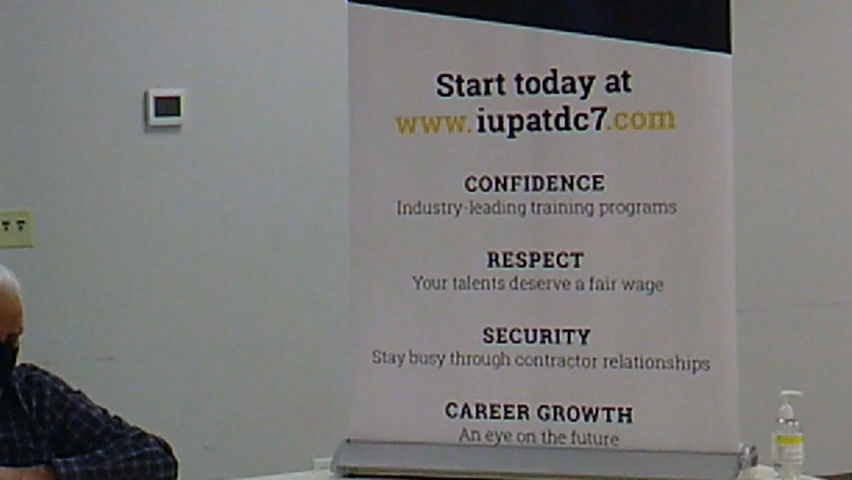 Start today at
www.iupatdc7.com
CONFIDENCE
Industry-leading training programs
RESPECT
Your talents deserve a fair wage
SECURITY
Stay busy through contractor relationships
CAREER GROWTH
An eye on the future